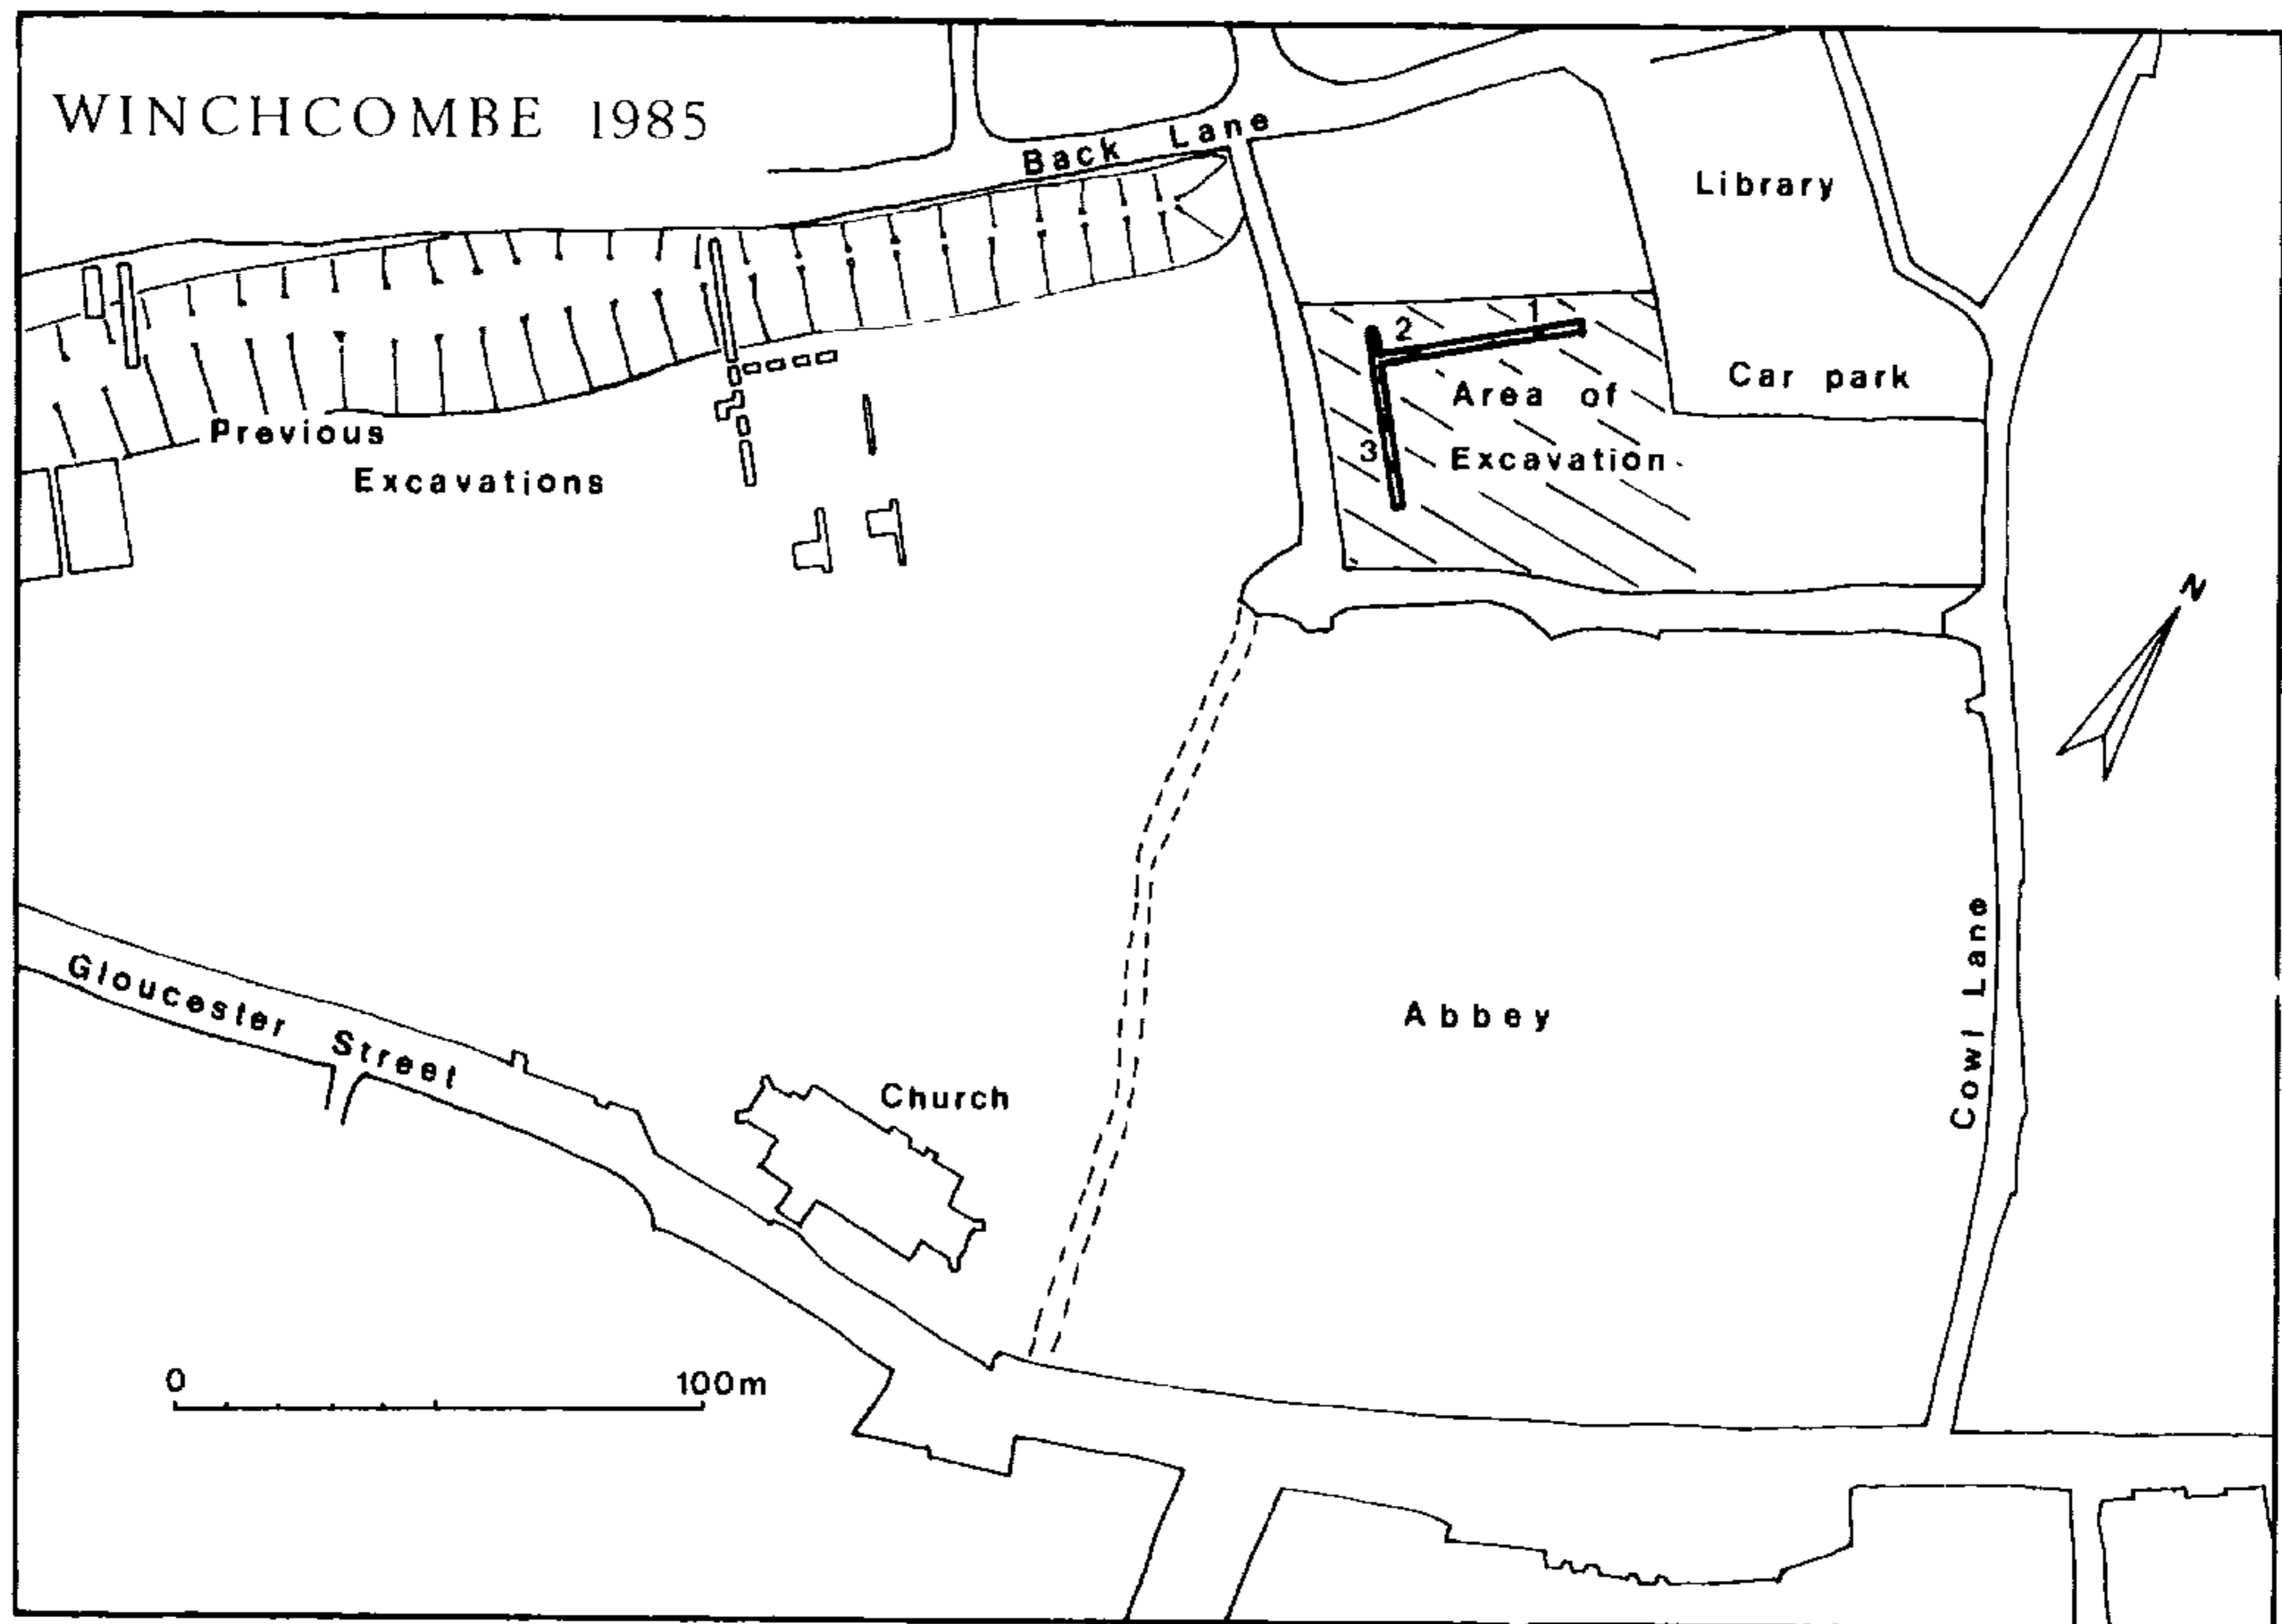 WINCHCOMBE 1985
Back Lane
Library
1
2
Car park
Area of
Excavation
3
Previous
Excavations
N
Gloucester Street
Church
Abbey
Cowl Lane
0 100m